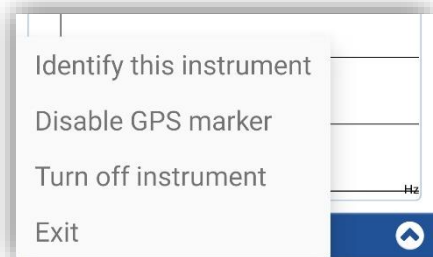 Identify this instrument
Disable GPS marker
Turn off instrument
Hz
Exit